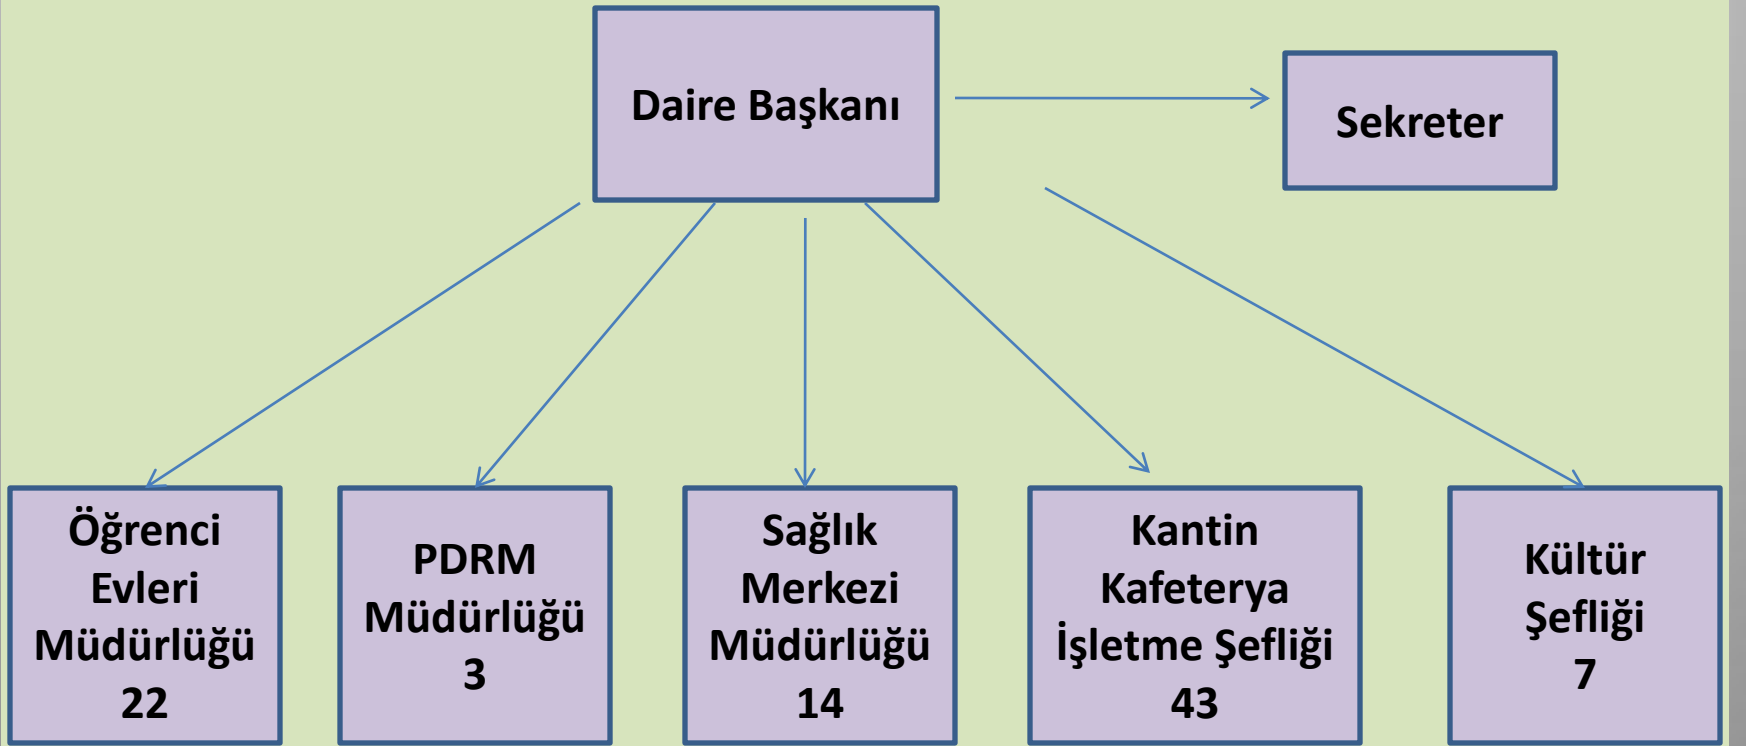 Daire Başkanı
Sekreter
Öğrenci
Evleri
Müdürlüğü
22
PDRM
Müdürlüğü
3
Sağlık
Merkezi
Müdürlüğü
14
Kantin
Kafeterya
İşletme Şefliği
43
Kültür
Şefliği
7